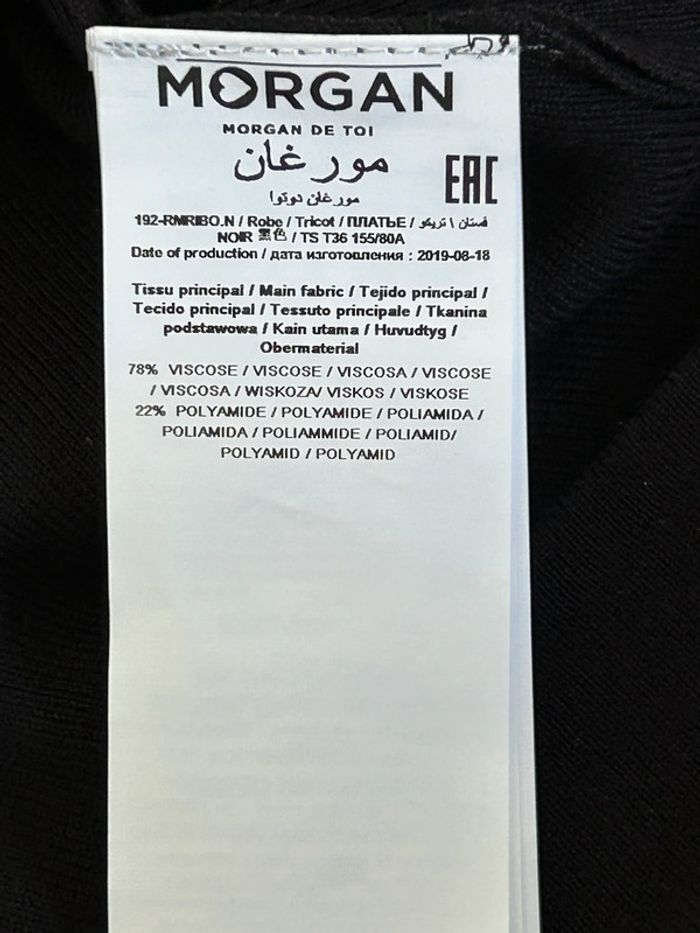 MORGAN
MORGAN DE TOI
مورغان
EAC
مورغان دوتوا
192-RMRIBO.N / Robe / Tricot / ПЛАТЬЕ / فستان \ تريكو
NOIR 黑色 / TS T36 155/80A
Date of production / дата изготовления : 2019-08-18
Tissu principal / Main fabric / Tejido principal /
Tecido principal / Tessuto principale / Tkanina
podstawowa / Kain utama / Huvudtyg /
Obermaterial
78% VISCOSE / VISCOSE / VISCOSA / VISCOSE
/ VISCOSA / WISKOZA/ VISKOS / VISKOSE
22% POLYAMIDE / POLYAMIDE / POLIAMIDA /
POLIAMIDA / POLIAMMIDE / POLIAMID/
POLYAMID / POLYAMID